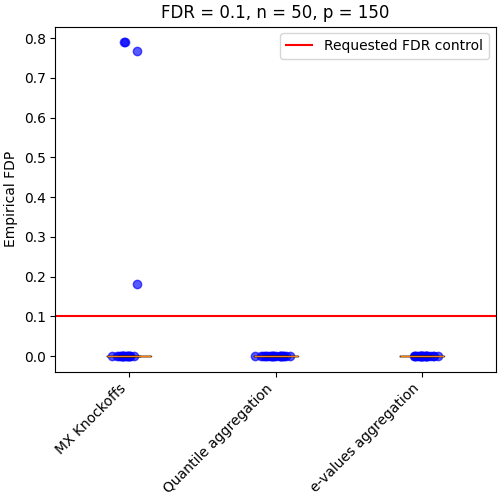 FDR = 0.1, n = 50, p = 150
Requested FDR control
Empirical FDP
0.8
0.7
0.6
0.5
0.4
0.3
0.2
0.1
0.0
MX Knockoffs
Quantile aggregation
e-values aggregation